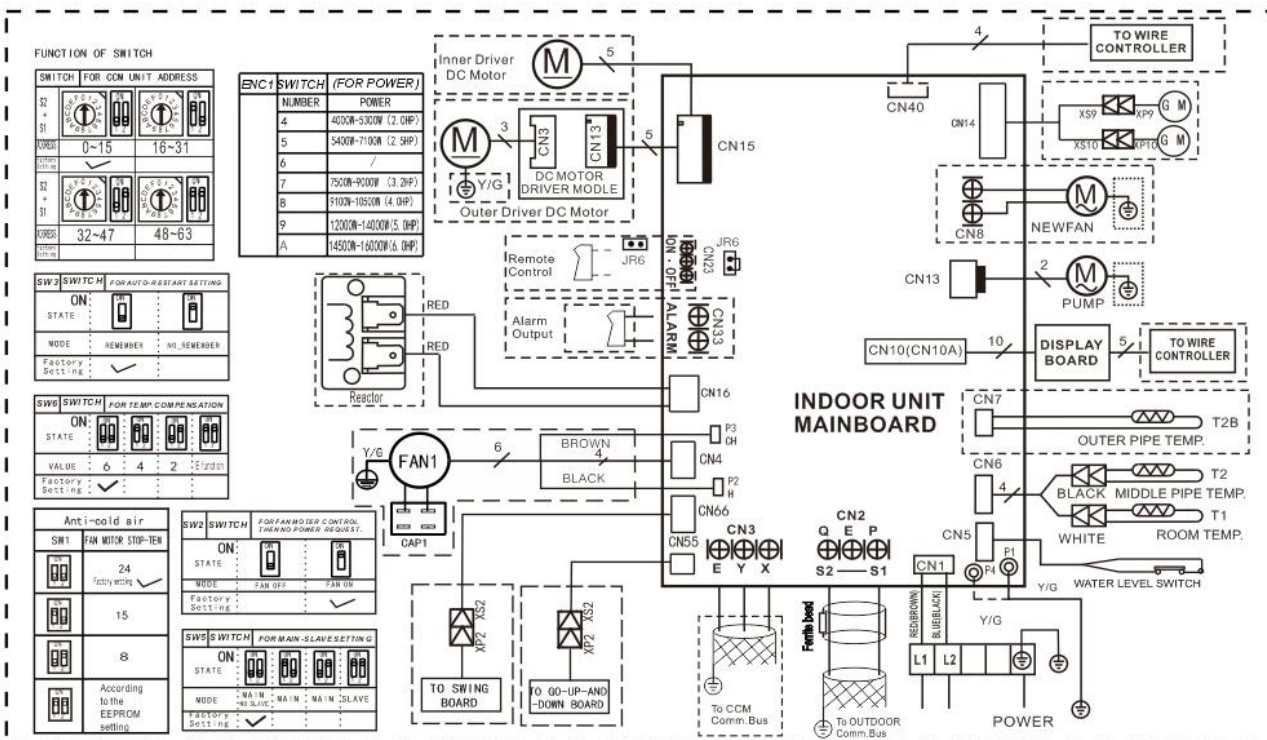 FUNCTION OF SWITCH
SWITCH FOR CCM UNIT ADDRESS
S2 + S1
ADDRESS 0~15 16~31
Factory Setting
S2 + S1
ADDRESS 32~47 48~63
Factory Setting
ENC1 SWITCH (FOR POWER)
NUMBER POWER
4 4000W-5300W (2.0HP)
5 5400W-7100W (2.5HP)
6 /
7 7500W-9000W (3.2HP)
8 9100W-10500W (4.0HP)
9 12000W-14000W(5.0HP)
A 14500W-16000W(6.0HP)
SW3 SWITCH FOR AUTO-RESTART SETTING
ON
STATE
MODE REMEMBER NO_REMEMBER
Factory Setting
SW6 SWITCH FOR TEMP.COMPENSATION
ON
STATE
VALUE 6 4 2 E function
Factory Setting
Anti-cold air
SW1 FAN MOTOR STOP-TEN
24
Factory setting
15
8
According
to the
EEPROM
setting
SW2 SWITCH FOR FAN MOTER CONTROL
THEN NO POWER REQUEST.
ON
STATE
MODE FAN OFF FAN ON
Factory Setting
SW5 SWITCH FOR MAIN-SLAVE SETTING
ON
STATE
MODE MAIN NO SLAVE MAIN MAIN SLAVE
Factory Setting
Inner Driver
DC Motor
M
5
M
3
CN3
CN13
DC MOTOR
DRIVER MODLE
Y/G
Outer Driver DC Motor
5
CN15
Remote
Control
JR6
ON - OFF
CN23
JR6
Alarm
Output
ALARM
CN33
RED
RED
Reactor
CN16
Y/G
FAN1
6
BROWN
4
BLACK
CAP1
P3
CH
CN4
P2
H
CN66
CN55
XS2
XP2
TO SWING
BOARD
XS2
XP2
TO GO-UP-AND
-DOWN BOARD
INDOOR UNIT
MAINBOARD
4
TO WIRE
CONTROLLER
CN40
CN14
XS9 XP9 G M
XS10 XP10 G M
CN8
M
NEWFAN
CN13
2
M
PUMP
CN10(CN10A)
10
DISPLAY
BOARD
5
TO WIRE
CONTROLLER
CN7
T2B
OUTER PIPE TEMP.
CN6
4
T2
BLACK MIDDLE PIPE TEMP.
T1
WHITE ROOM TEMP.
CN5
P4
P1
Y/G
WATER LEVEL SWITCH
Y/G
CN3
E Y X
CN2
Q E P
S2 S1
CN1
To CCM
Comm.Bus
Ferrite bead
To OUTDOOR
Comm.Bus
RED(BROWN)
BLUE(BLACK)
L1 L2
POWER